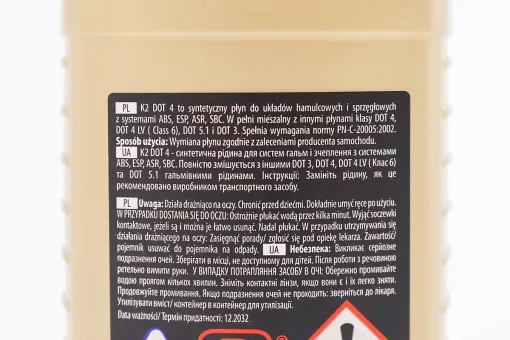 PL K2 DOT 4 to syntetyczny płyn do układów hamulcowych i sprzęgłowych
z systemami ABS, ESP, ASR, SBC. W pełni mieszalny z innymi płynami klasy DOT 4,
DOT 4 LV ( Class 6), DOT 5.1 i DOT 3. Spełnia wymagania normy PN-C-20005:2002.
Sposób użycia: Wymiana płynu zgodnie z zaleceniami producenta samochodu.
UA K2 DOT 4 - синтетична рідина для систем гальм і зчеплення з системами
ABS, ESP, ASR, SBC. Повністю змішується з іншими DOT 3, DOT 4, DOT 4 LV ( Клас 6)
та DOT 5.1 гальмівними рідинами. Інструкції: Замініть рідину, як це
рекомендовано виробником транспортного засобу.
PL Uwaga: Działa drażniąco na oczy. Chronić przed dziećmi. Dokładnie umyć ręce po użyciu.
W PRZYPADKU DOSTANIA SIĘ DO OCZU: Ostrożnie płukać wodą przez kilka minut. Wyjąć soczewki
kontaktowe, jeżeli są i można je łatwo usunąć. Nadal płukać. W przypadku utrzymywania się
działania drażniącego na oczy: Zasięgnąć porady/ zgłosić się pod opiekę lekarza. Zawartość/
pojemnik usuwać do pojemnika na odpady. UA Небезпека: Викликає серйозне
подразнення очей. Зберігати в місці, не доступному для дітей. Після роботи з речовиною
ретельно вимити руки. У ВИПАДКУ ПОТРАПЛЯННЯ ЗАСОБУ В ОЧІ: Обережно промивайте
водою протягом кількох хвилин. Зніміть контактні лінзи, якщо вони є і їх легко зняти.
Продовжуйте промивання. Якщо подразнення очей не проходить: зверніться до лікаря.
Утилізувати вміст/ контейнер в контейнер для утилізації.
Data ważności/ Термін придатності: 12.2032